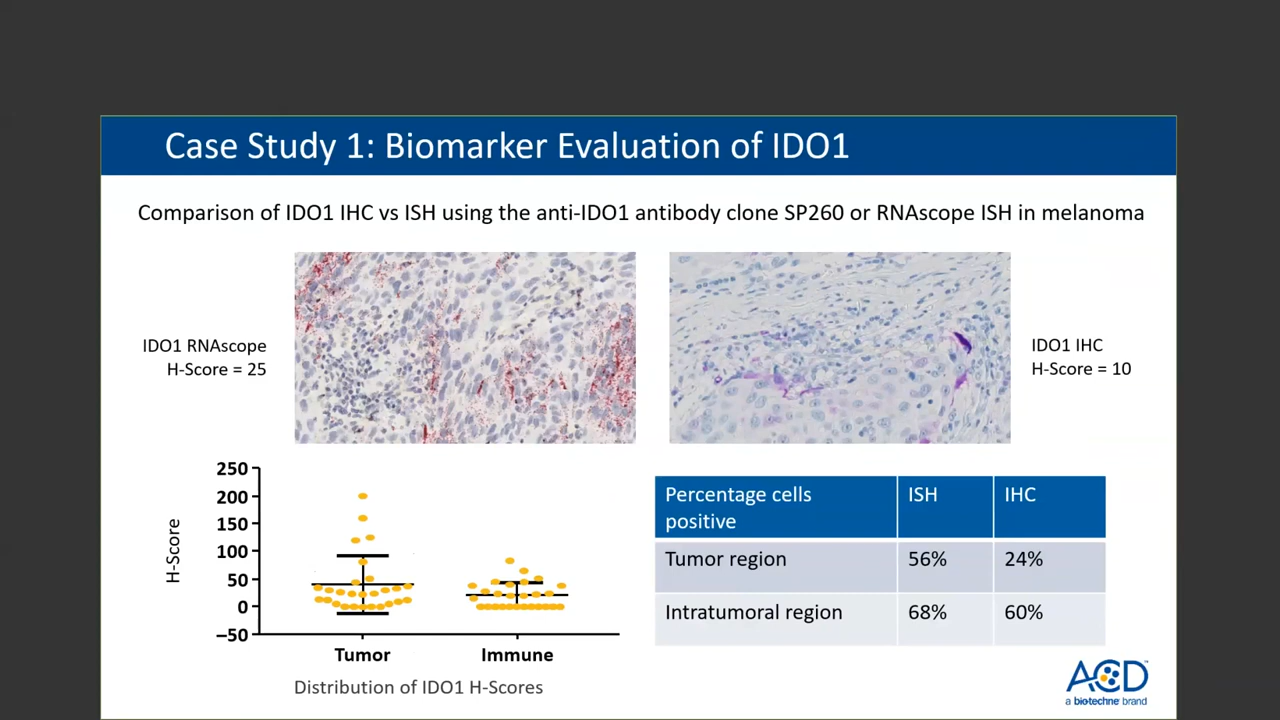 Case Study 1: Biomarker Evaluation of IDO1
Comparison of IDO1 IHC vs ISH using the anti-IDO1 antibody clone SP260 or RNAscope ISH in melanoma
IDO1 RNAscope
H-Score = 25
IDO1 IHC
H-Score = 10
H-Score
250
200
150
100
50
0
–50
Tumor
Immune
Distribution of IDO1 H-Scores
Percentage cells positive ISH IHC
Tumor region 56% 24%
Intratumoral region 68% 60%
ACD
a biotechne brand